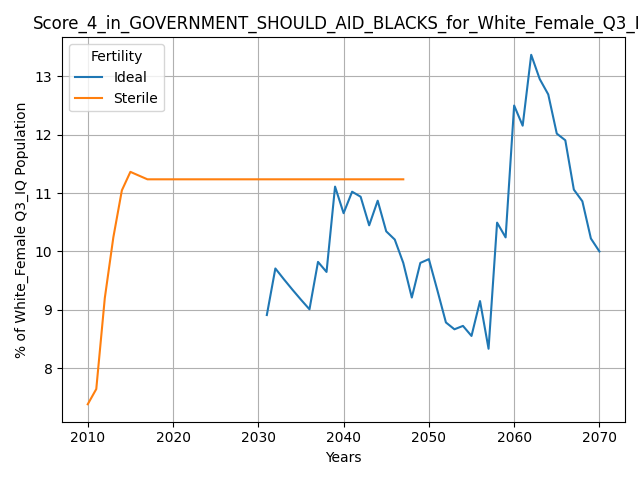 Score_4_in_GOVERNMENT_SHOULD_AID_BLACKS_for_White_Female_Q3_I
Fertility
Ideal
Sterile
13
12
11
10
9
8
% of White_Female Q3_IQ Population
2010 2020 2030 2040 2050 2060 2070
Years